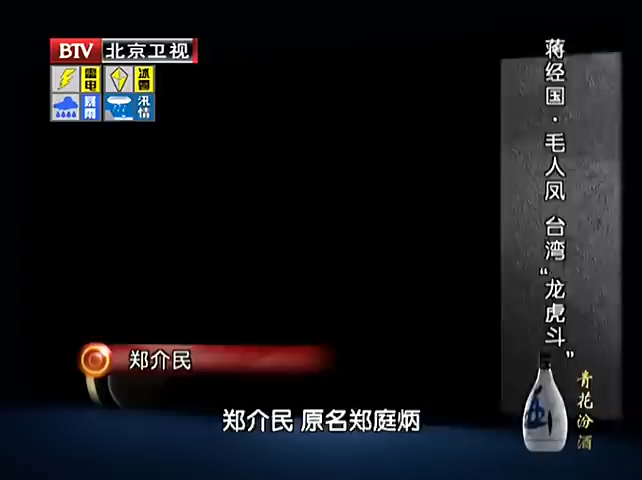 BTV 北京卫视
雷电
冰雹
暴雨
汛情
蒋经国·毛人凤 台湾“龙虎斗”
青花汾酒
郑介民
郑介民 原名郑庭炳